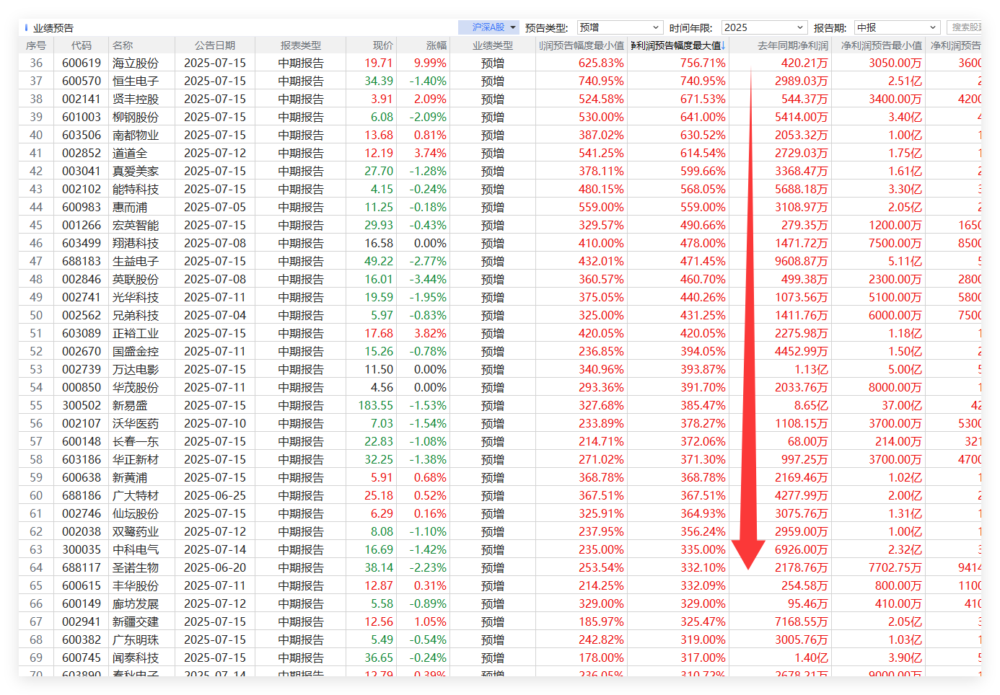 业绩预告 沪深A股 预告类型: 预增 时间年限: 2025 报告期: 中报 搜索股票
序号 代码 名称 公告日期 报表类型 现价 涨幅 业绩类型 利润预告幅度最小值 净利润预告幅度最大值↓ 去年同期净利润 净利润预告最小值 净利润预告
36 600619 海立股份 2025-07-15 中期报告 19.71 9.99% 预增 625.83% 756.71% 420.21万 3050.00万 3600
37 600570 恒生电子 2025-07-15 中期报告 34.39 -1.40% 预增 740.95% 740.95% 2989.03万 2.51亿 2
38 002141 贤丰控股 2025-07-15 中期报告 3.91 2.09% 预增 524.58% 671.53% 544.37万 3400.00万 4200
39 601003 柳钢股份 2025-07-15 中期报告 6.08 -2.09% 预增 530.00% 641.00% 5414.00万 3.40亿 4
40 603506 南都物业 2025-07-15 中期报告 13.68 0.81% 预增 387.02% 630.52% 2053.32万 1.00亿 1
41 002852 道道全 2025-07-12 中期报告 12.19 3.74% 预增 541.25% 614.54% 2729.03万 1.75亿 1
42 003041 真爱美家 2025-07-15 中期报告 27.70 -1.28% 预增 378.11% 599.66% 3368.47万 1.61亿 2
43 002102 能特科技 2025-07-15 中期报告 4.15 -0.24% 预增 480.15% 568.05% 5688.18万 3.30亿 3
44 600983 惠而浦 2025-07-05 中期报告 11.25 -0.18% 预增 559.00% 559.00% 3108.97万 2.05亿 2
45 001266 宏英智能 2025-07-15 中期报告 29.93 -0.43% 预增 329.57% 490.66% 279.35万 1200.00万 1650
46 603499 翔港科技 2025-07-08 中期报告 16.58 0.00% 预增 410.00% 478.00% 1471.72万 7500.00万 8500
47 688183 生益电子 2025-07-15 中期报告 49.22 -2.77% 预增 432.01% 471.45% 9608.87万 5.11亿 5
48 002846 英联股份 2025-07-08 中期报告 16.01 -3.44% 预增 360.57% 460.70% 499.38万 2300.00万 2800
49 002741 光华科技 2025-07-11 中期报告 19.59 -1.95% 预增 375.05% 440.26% 1073.56万 5100.00万 5800
50 002562 兄弟科技 2025-07-04 中期报告 5.97 -0.83% 预增 325.00% 431.25% 1411.76万 6000.00万 7500
51 603089 正裕工业 2025-07-15 中期报告 17.68 3.82% 预增 420.05% 420.05% 2275.98万 1.18亿 1
52 002670 国盛金控 2025-07-11 中期报告 15.26 -0.78% 预增 236.85% 394.05% 4452.99万 1.50亿 2
53 002739 万达电影 2025-07-15 中期报告 11.50 0.00% 预增 340.96% 393.87% 1.13亿 5.00亿 5
54 000850 华茂股份 2025-07-11 中期报告 4.56 0.00% 预增 293.36% 391.70% 2033.76万 8000.00万 1
55 300502 新易盛 2025-07-15 中期报告 183.55 -1.53% 预增 327.68% 385.47% 8.65亿 37.00亿 42
56 002107 沃华医药 2025-07-10 中期报告 7.03 -1.54% 预增 233.89% 378.27% 1108.15万 3700.00万 5300
57 600148 长春一东 2025-07-15 中期报告 22.83 -1.08% 预增 214.71% 372.06% 68.00万 214.00万 321
58 603186 华正新材 2025-07-15 中期报告 32.25 -1.38% 预增 271.02% 371.30% 997.25万 3700.00万 4700
59 600638 新黄浦 2025-07-15 中期报告 5.91 0.68% 预增 368.78% 368.78% 2169.46万 1.02亿 1
60 688186 广大特材 2025-06-25 中期报告 25.18 0.52% 预增 367.51% 367.51% 4277.99万 2.00亿 2
61 002746 仙坛股份 2025-07-15 中期报告 6.29 0.16% 预增 325.91% 364.93% 3075.76万 1.31亿 1
62 002038 双鹭药业 2025-07-12 中期报告 8.08 -1.10% 预增 237.95% 356.24% 2959.00万 1.00亿 1
63 300035 中科电气 2025-07-14 中期报告 16.69 -1.42% 预增 235.00% 335.00% 6926.00万 2.32亿 3
64 688117 圣诺生物 2025-06-20 中期报告 38.14 -2.23% 预增 253.54% 332.10% 2178.76万 7702.75万 9414
65 600615 丰华股份 2025-07-11 中期报告 12.87 0.31% 预增 214.25% 332.09% 254.58万 800.00万 1100
66 600149 廊坊发展 2025-07-12 中期报告 5.58 -0.89% 预增 329.00% 329.00% 95.46万 410.00万 410
67 002941 新疆交建 2025-07-15 中期报告 12.56 1.05% 预增 185.97% 325.47% 7168.55万 2.05亿 3
68 600382 广东明珠 2025-07-15 中期报告 5.49 -0.54% 预增 242.82% 319.00% 3005.76万 1.03亿 1
69 600745 闻泰科技 2025-07-15 中期报告 36.65 -0.24% 预增 178.00% 317.00% 1.40亿 3.90亿 5
70 603890 春秋电子 2025-07-14 中期报告 12.79 0.39% 预增 236.05% 310.72% 2678.21万 9000.00万 1